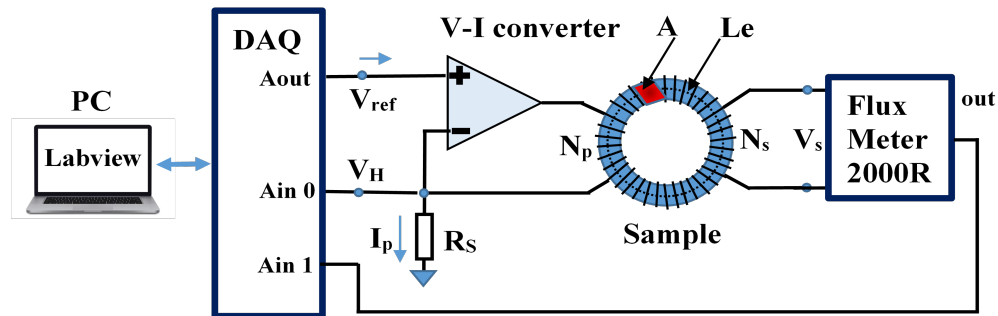 PC
Labview
DAQ
Aout
Ain 0
Ain 1
V-I converter
Vref
+
−
VH
Ip
RS
A
Le
Np
Ns
Sample
Vs
Flux
Meter
2000R
out